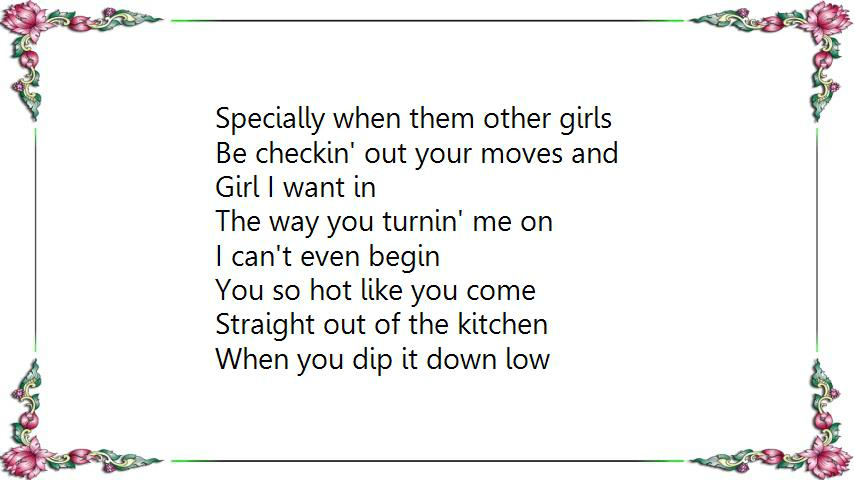 Specially when them other girls
Be checkin' out your moves and
Girl I want in
The way you turnin' me on
I can't even begin
You so hot like you come
Straight out of the kitchen
When you dip it down low